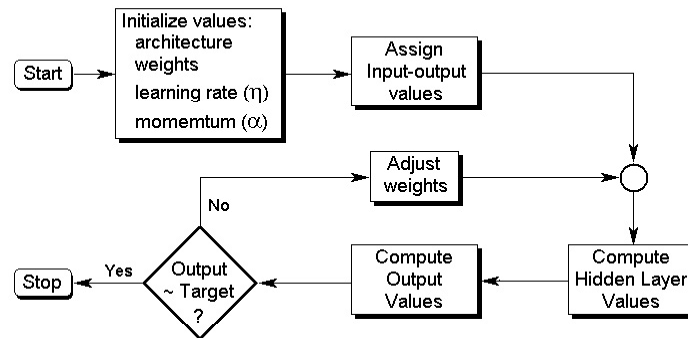 Start
Initialize values:
architecture
weights
learning rate (η)
momemtum (α)
Assign
Input-output
values
Adjust
weights
No
Compute
Hidden Layer
Values
Compute
Output
Values
Output
~ Target
?
Yes
Stop